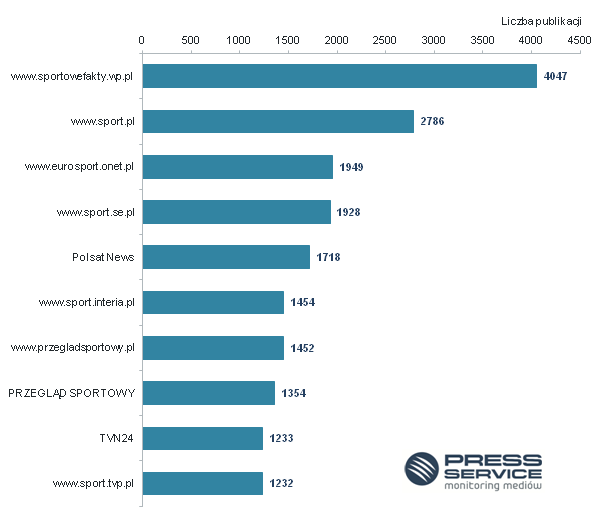 Liczba publikacji
0 500 1000 1500 2000 2500 3000 3500 4000 4500
www.sportowefakty.wp.pl 4047
www.sport.pl 2786
www.eurosport.onet.pl 1949
www.sport.se.pl 1928
Polsat News 1718
www.sport.interia.pl 1454
www.przegladsportowy.pl 1452
PRZEGLĄD SPORTOWY 1354
TVN24 1233
www.sport.tvp.pl 1232
PRESS
SERVICE
monitoring mediów